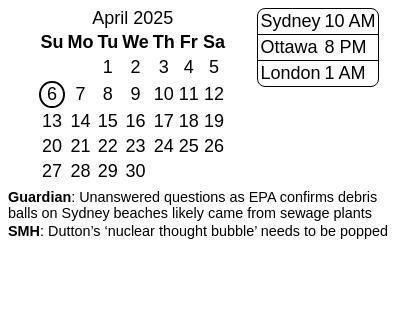 April 2025
Su Mo Tu We Th Fr Sa
1 2 3 4 5
6 7 8 9 10 11 12
13 14 15 16 17 18 19
20 21 22 23 24 25 26
27 28 29 30
Sydney 10 AM
Ottawa 8 PM
London 1 AM
Guardian: Unanswered questions as EPA confirms debris
balls on Sydney beaches likely came from sewage plants
SMH: Dutton's ‘nuclear thought bubble’ needs to be popped